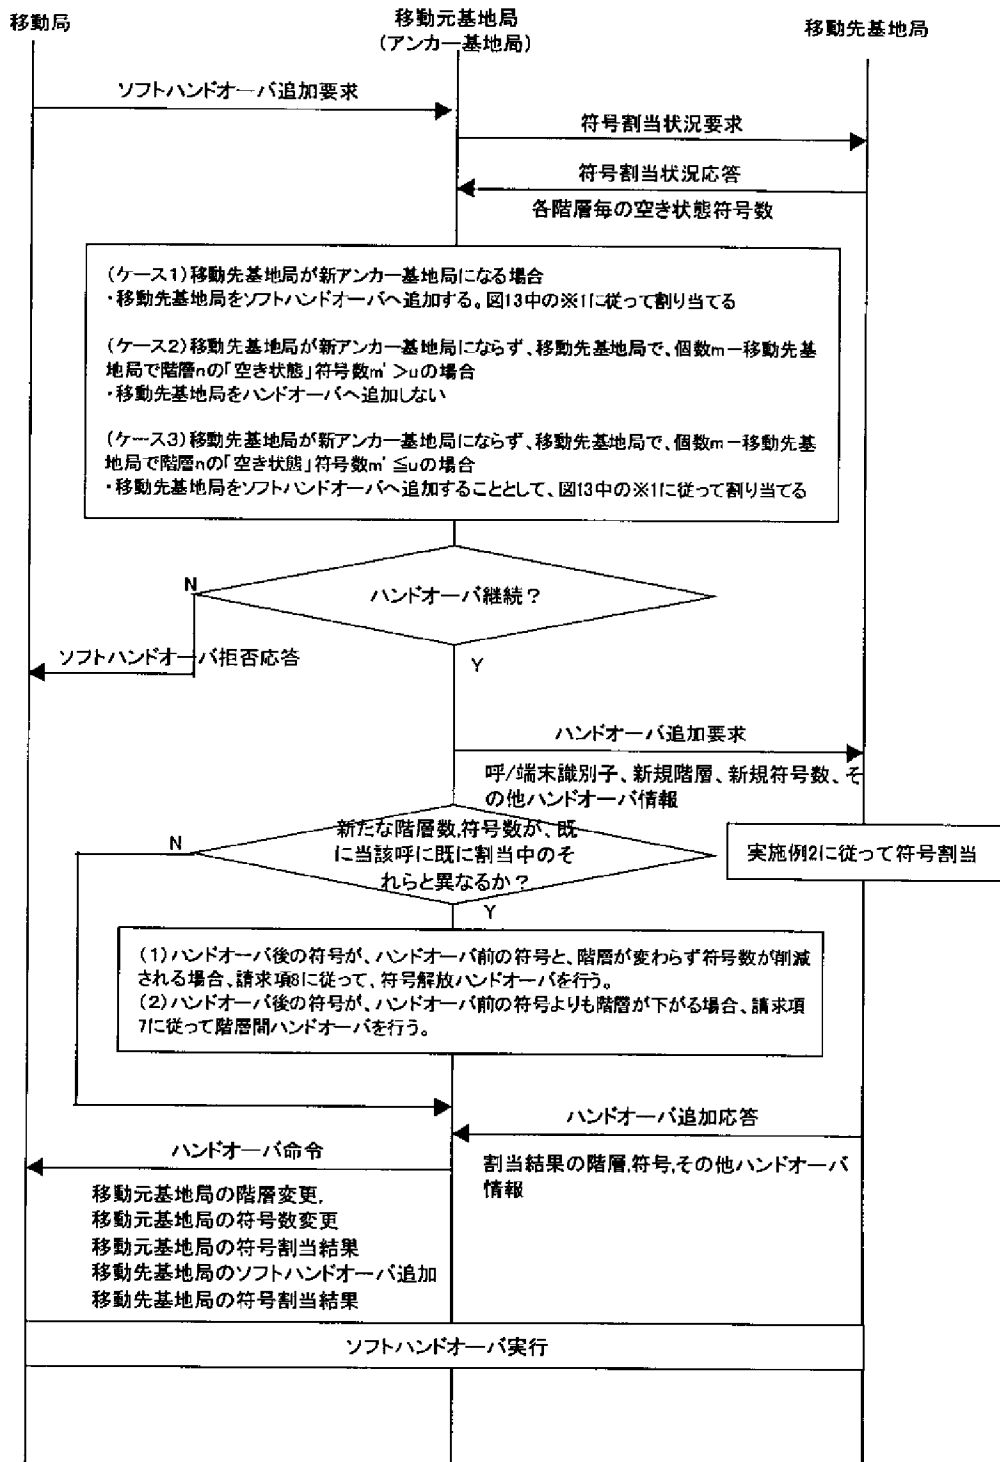 移動局
移動元基地局
(アンカー基地局)
移動先基地局
ソフトハンドオーバ追加要求
符号割当状況要求
符号割当状況応答
各階層毎の空き状態符号数
(ケース1)移動先基地局が新アンカー基地局になる場合
・移動先基地局をソフトハンドオーバへ追加する。図13中の※1に従って割り当てる
(ケース2)移動先基地局が新アンカー基地局にならず、移動先基地局で、個数m－移動先基
地局で階層nの「空き状態」符号数m'＞uの場合
・移動先基地局をハンドオーバへ追加しない
(ケース3)移動先基地局が新アンカー基地局にならず、移動先基地局で、個数m－移動先基
地局で階層nの「空き状態」符号数m'≦uの場合
・移動先基地局をソフトハンドオーバへ追加することとして、図13中の※1に従って割り当てる
N
ハンドオーバ継続？
ソフトハンドオーバ拒否応答
Y
ハンドオーバ追加要求
呼/端末識別子、新規階層、新規符号数、そ
の他ハンドオーバ情報
N
新たな階層数,符号数が、既
に当該呼に既に割当中のそ
れらと異なるか？
実施例2に従って符号割当
Y
(1)ハンドオーバ後の符号が、ハンドオーバ前の符号と、階層が変わらず符号数が削減
される場合、請求項8に従って、符号解放ハンドオーバを行う。
(2)ハンドオーバ後の符号が、ハンドオーバ前の符号よりも階層が下がる場合、請求項
7に従って階層間ハンドオーバを行う。
ハンドオーバ追加応答
ハンドオーバ命令
割当結果の階層,符号,その他ハンドオーバ
情報
移動元基地局の階層変更,
移動元基地局の符号数変更
移動元基地局の符号割当結果
移動先基地局のソフトハンドオーバ追加
移動先基地局の符号割当結果
ソフトハンドオーバ実行